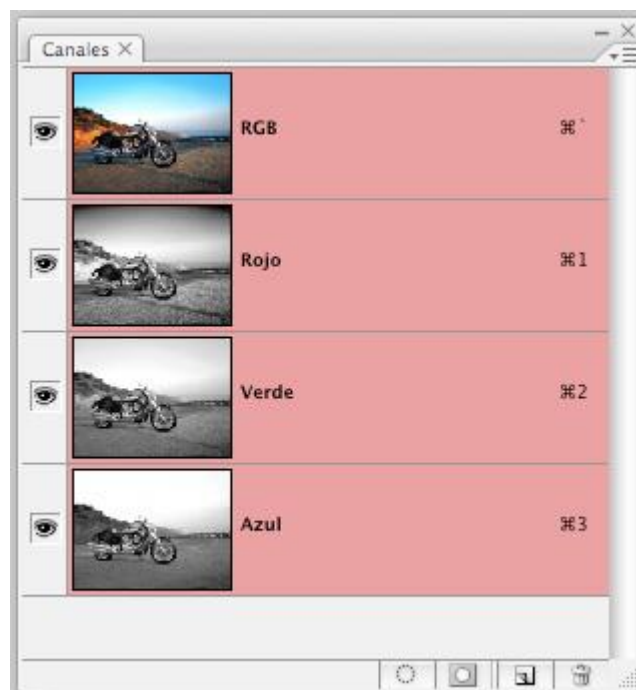 Canales
RGB ⌘`
Rojo ⌘1
Verde ⌘2
Azul ⌘3